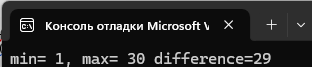 Консоль отладки Microsoft V
min= 1, max= 30 difference=29